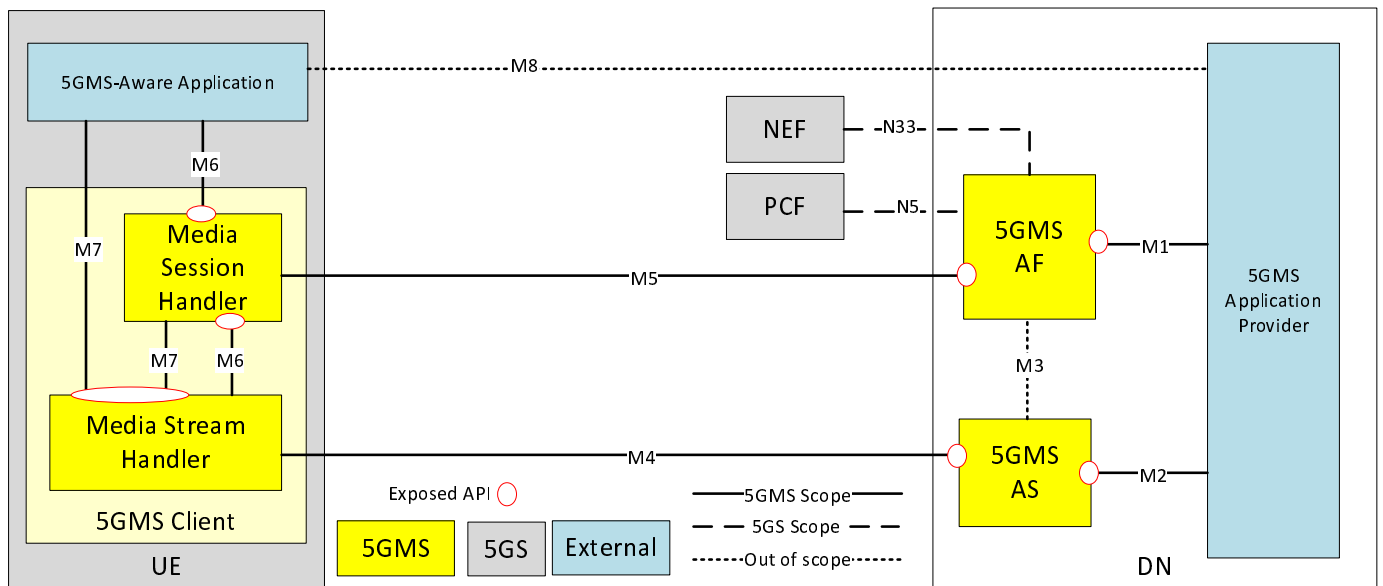 5GMS-Aware Application
M8
NEF
N33
PCF
N5
M6
M7
Media
Session
Handler
M5
5GMS
AF
M1
5GMS
Application
Provider
M7
M6
M3
Media Stream
Handler
M4
5GMS
AS
M2
5GMS Client
UE
Exposed API
5GMS
5GS
External
5GMS Scope
5GS Scope
Out of scope
DN